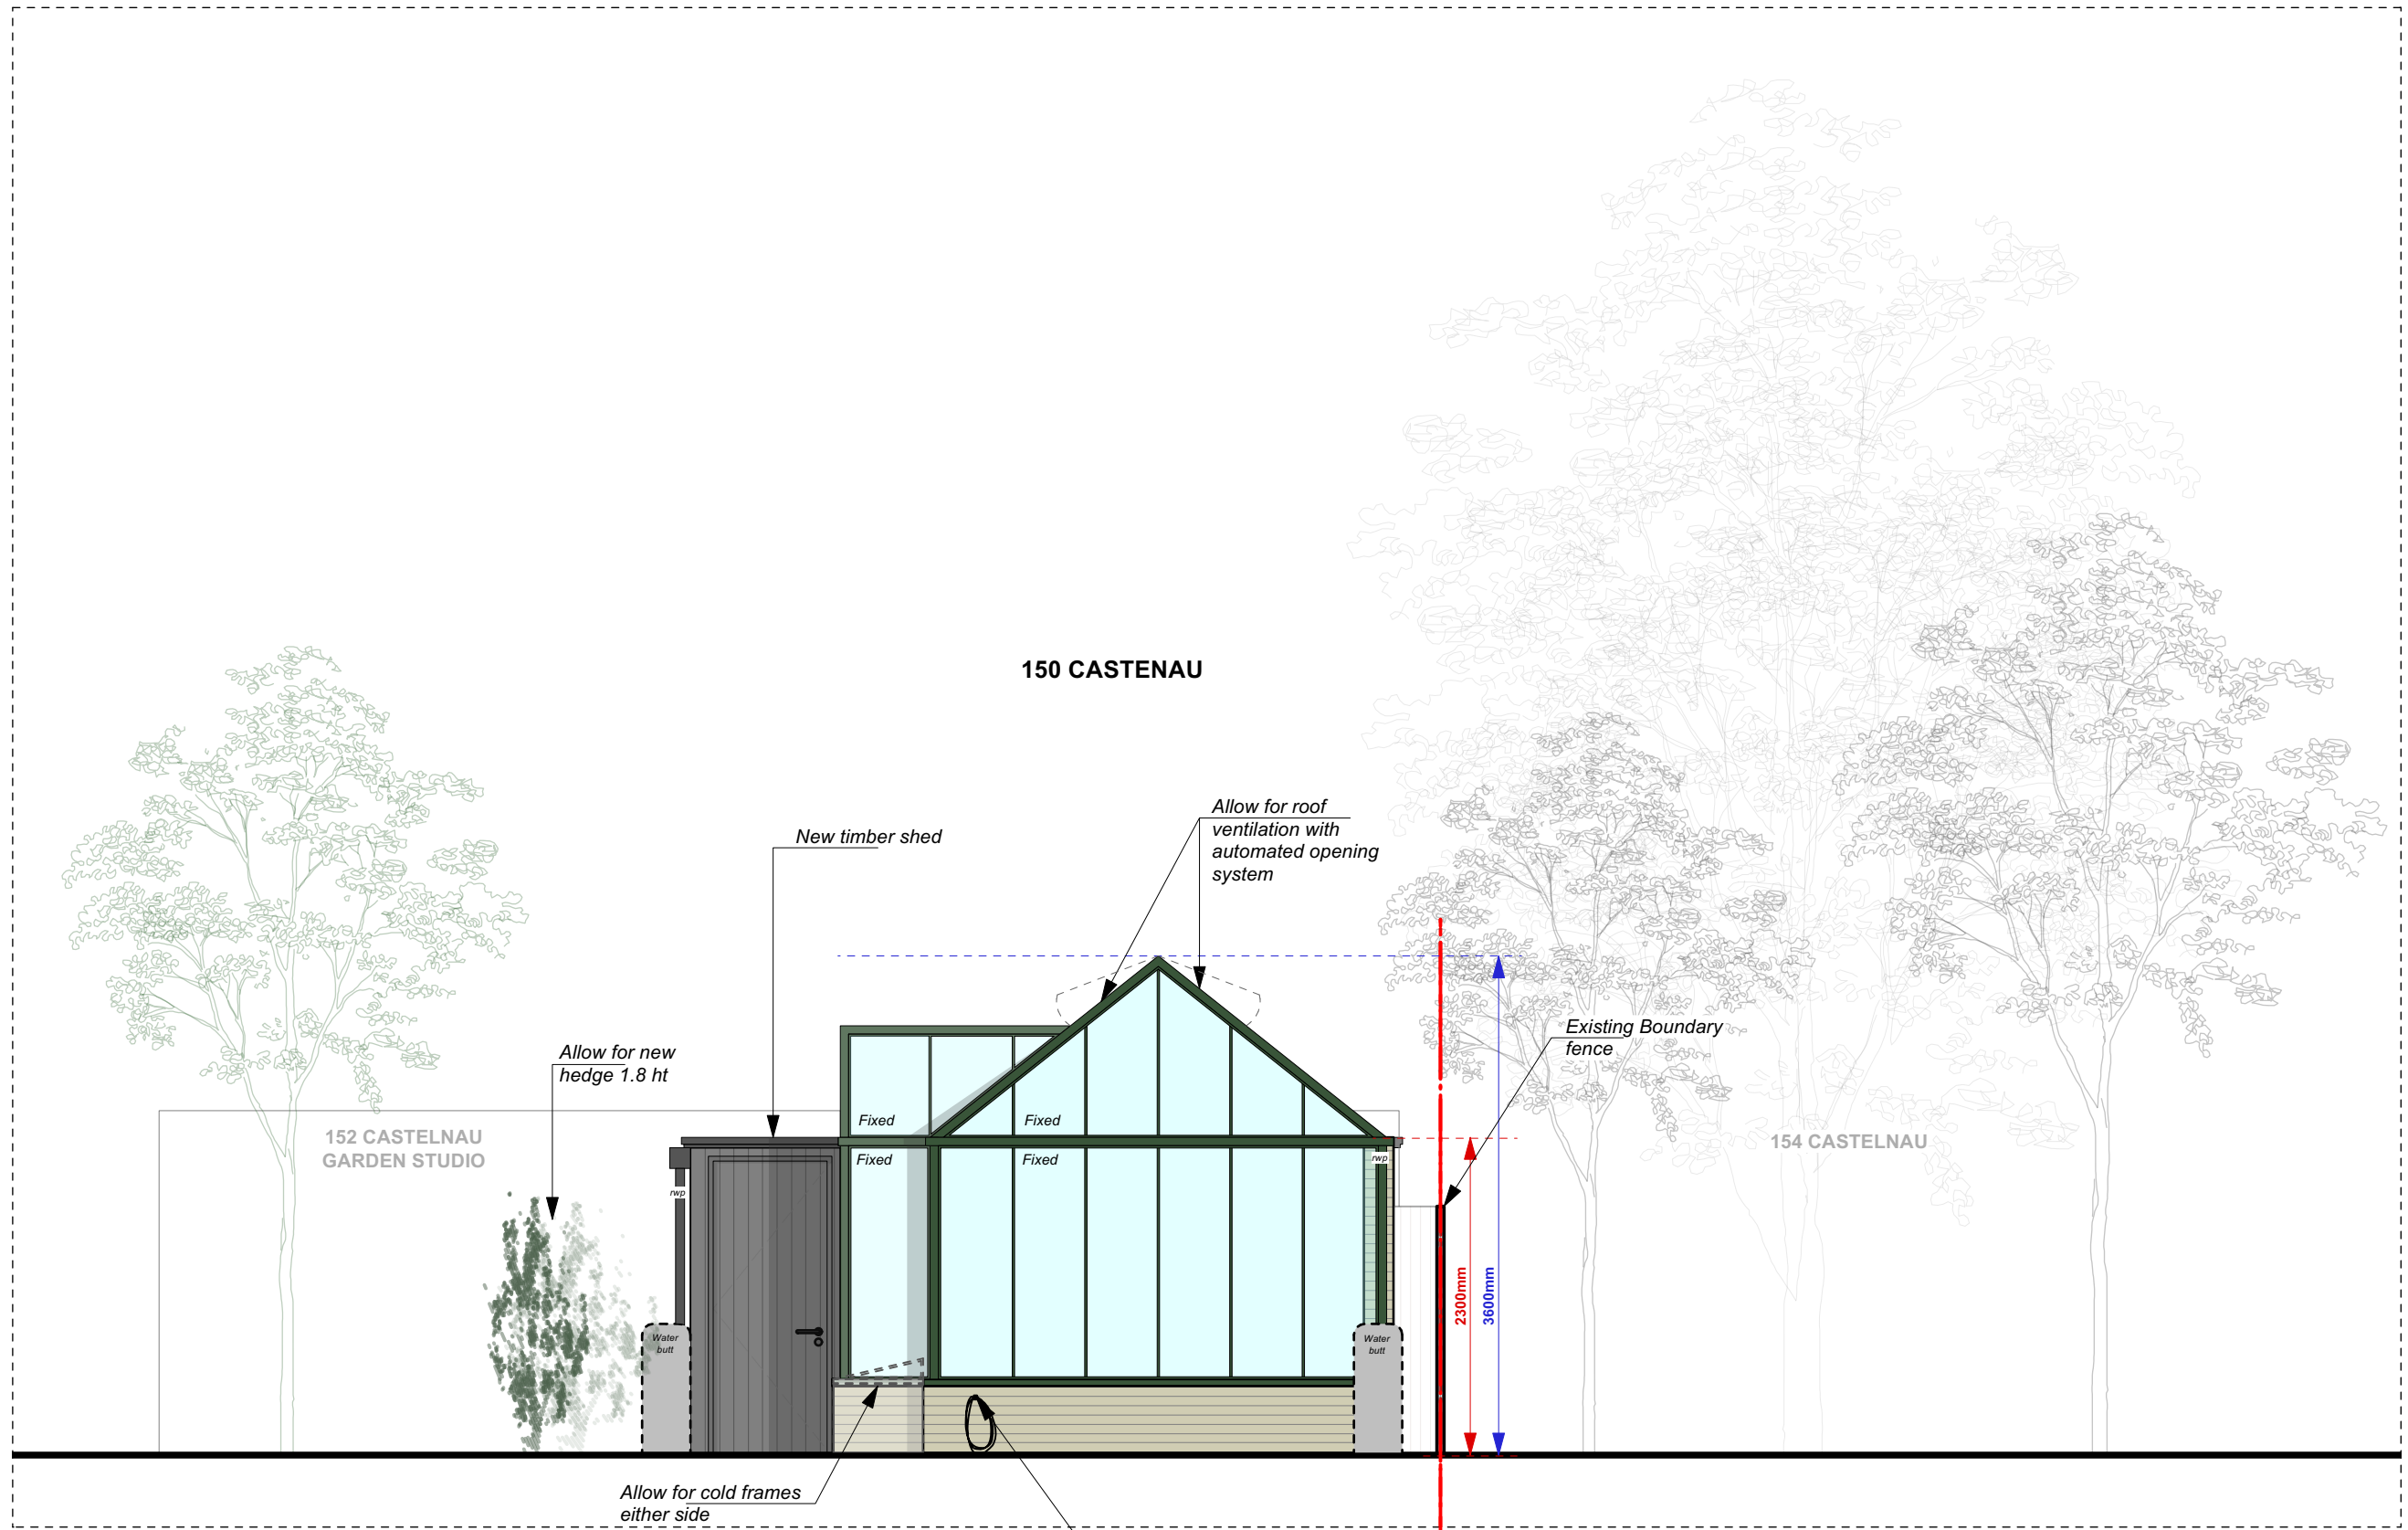 150 CASTENAU
Allow for roof
ventilation with
automated opening
system
New timber shed
Existing Boundary
fence
Allow for new
hedge 1.8 ht
152 CASTELNAU
GARDEN STUDIO
154 CASTELNAU
Fixed
Fixed
Fixed
Fixed
rwp
rwp
2300mm
3600mm
Water
butt
Water
butt
Allow for cold frames
either side